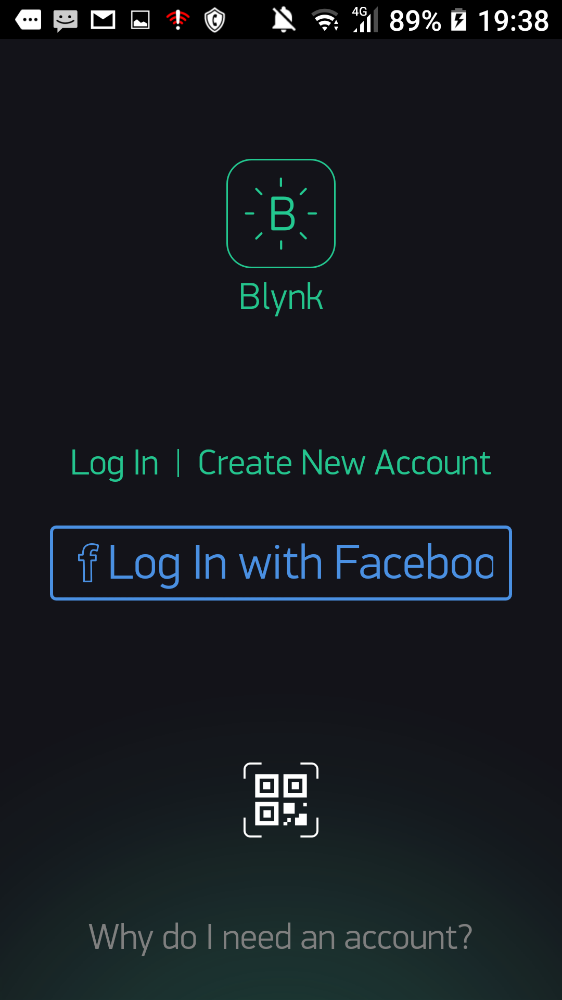 4G 89% 19:38
B
Blynk
Log In | Create New Account
f Log In with Faceboo
Why do I need an account?